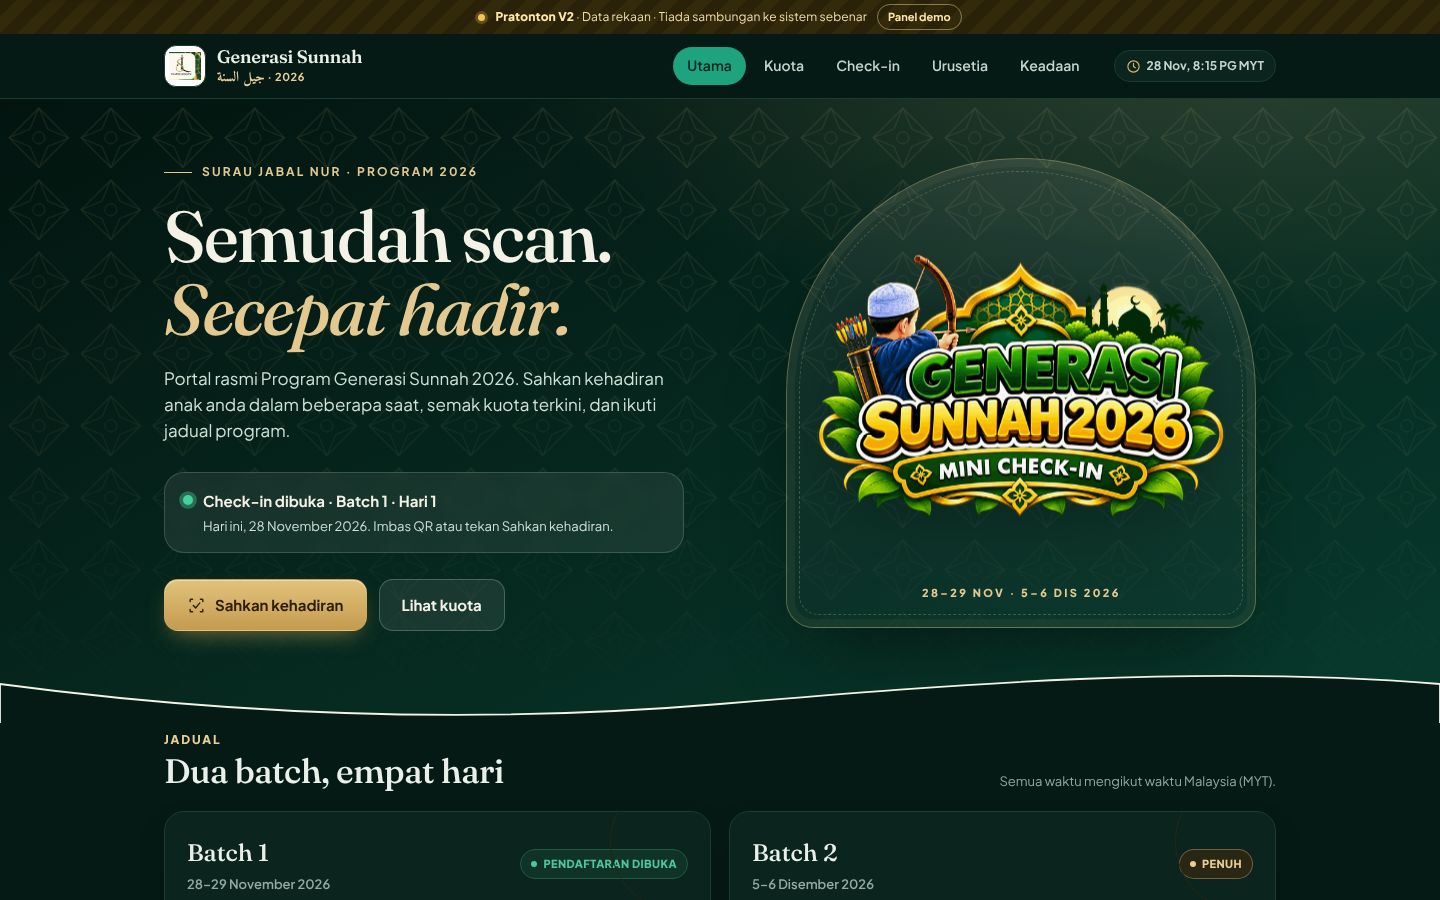 Pratonton V2 · Data rekaan · Tiada sambungan ke sistem sebenar
Panel demo
Generasi Sunnah
جيل السنة · 2026
Utama
Kuota
Check-in
Urusetia
Keadaan
28 Nov, 8:15 PG MYT
SURAU JABAL NUR · PROGRAM 2026
Semudah scan.
Secepat hadir.
Portal rasmi Program Generasi Sunnah 2026. Sahkan kehadiran
anak anda dalam beberapa saat, semak kuota terkini, dan ikuti
jadual program.
Check-in dibuka · Batch 1 · Hari 1
Hari ini, 28 November 2026. Imbas QR atau tekan Sahkan kehadiran.
Sahkan kehadiran
Lihat kuota
GENERASI
SUNNAH 2026
MINI CHECK-IN
28–29 NOV · 5–6 DIS 2026
JADUAL
Dua batch, empat hari
Semua waktu mengikut waktu Malaysia (MYT).
Batch 1
PENDAFTARAN DIBUKA
28–29 November 2026
Batch 2
PENUH
5–6 Disember 2026